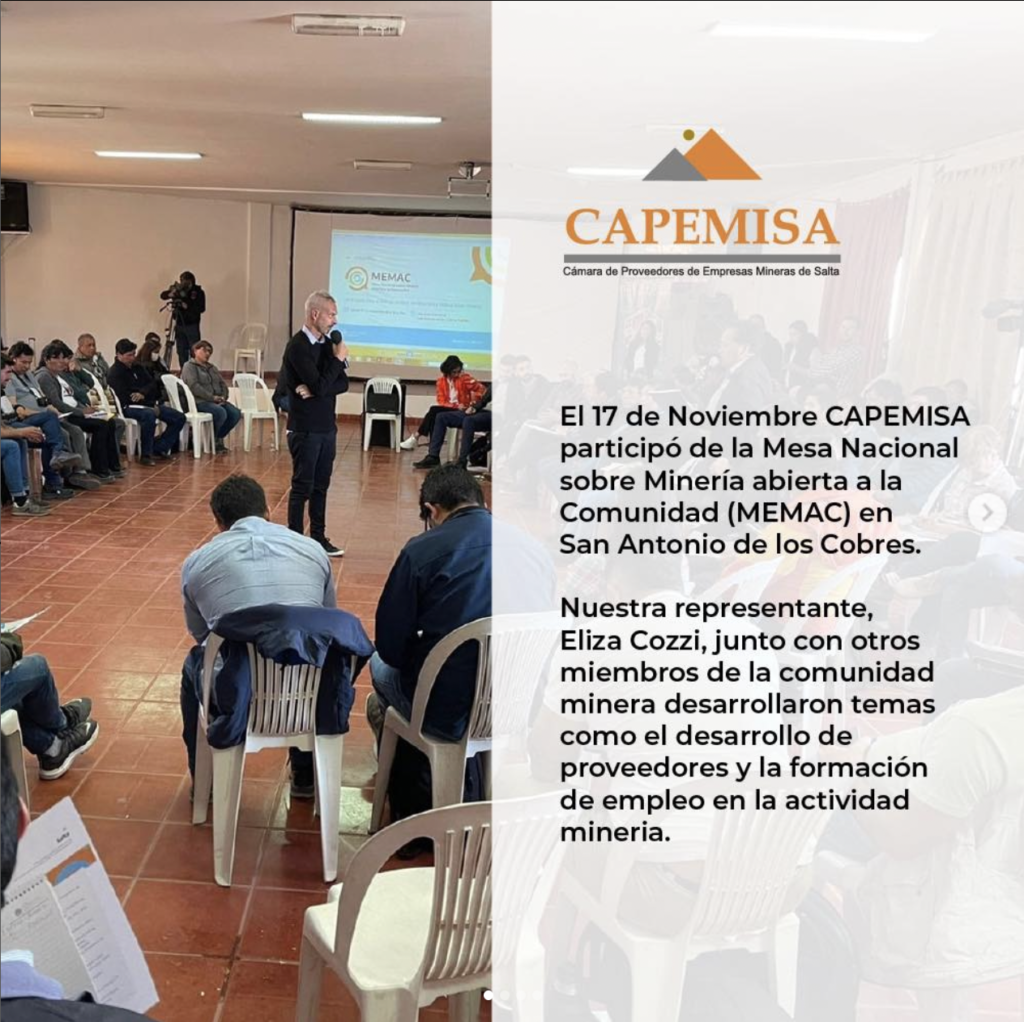 MEMAC
CAPEMISA
Cámara de Proveedores de Empresas Mineras de Salta
El 17 de Noviembre CAPEMISA
participó de la Mesa Nacional
sobre Minería abierta a la
Comunidad (MEMAC) en
San Antonio de los Cobres.
Nuestra representante,
Eliza Cozzi, junto con otros
miembros de la comunidad
minera desarrollaron temas
como el desarrollo de
proveedores y la formación
de empleo en la actividad
mineria.
Salta